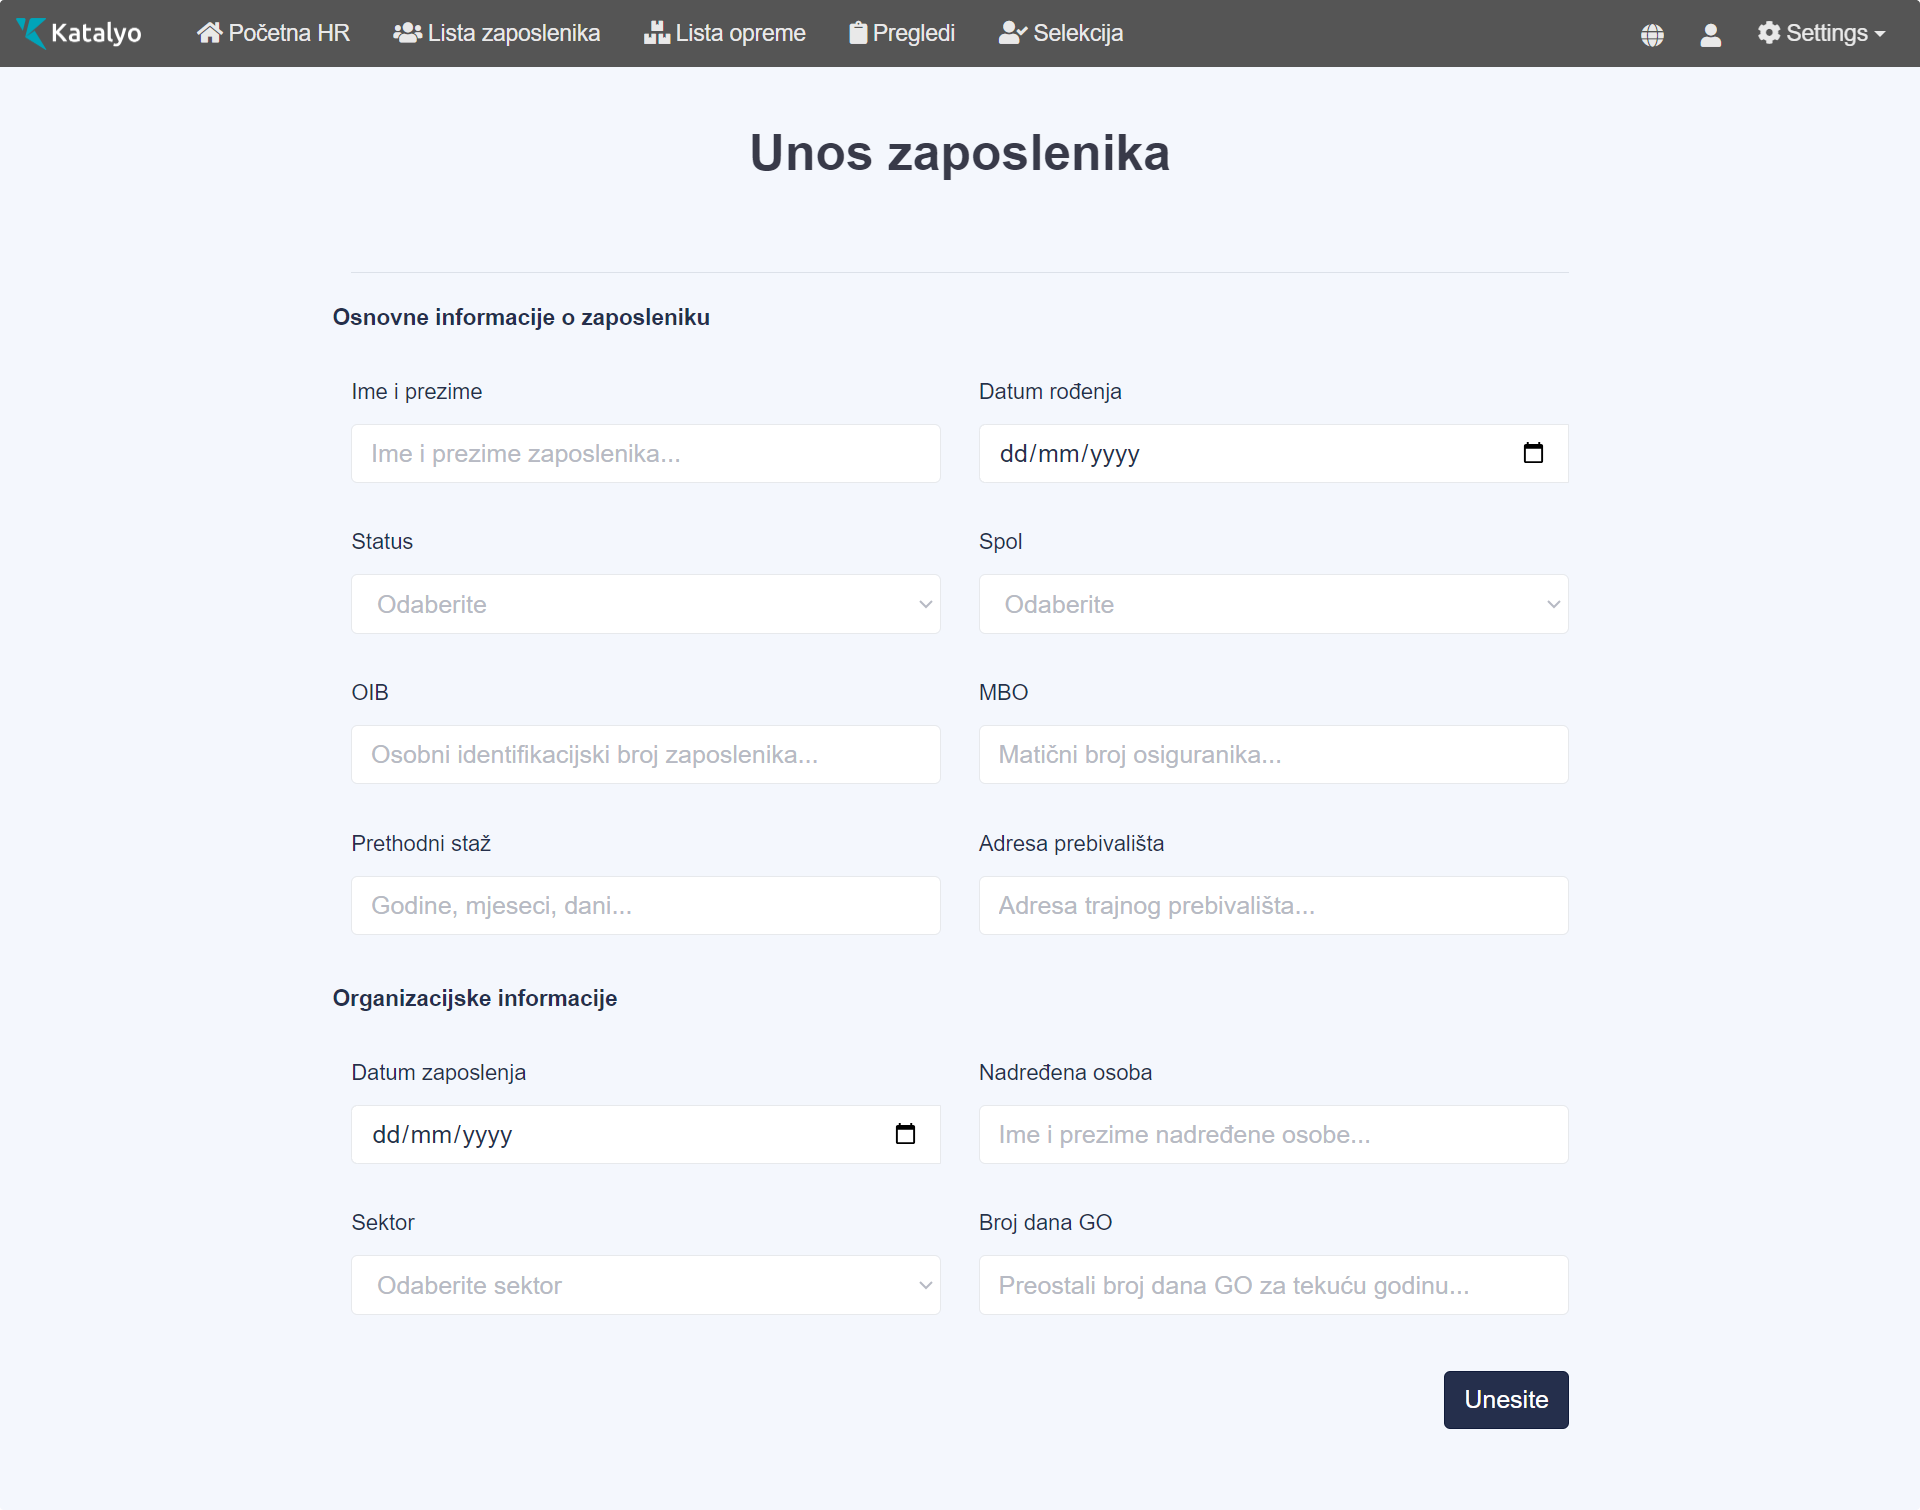 Katalyo Početna HR Lista zaposlenika Lista opreme Pregledi Selekcija Settings
Unos zaposlenika
Osnovne informacije o zaposleniku
Ime i prezime Datum rođenja
Ime i prezime zaposlenika... dd/mm/yyyy
Status Spol
Odaberite Odaberite
OIB MBO
Osobni identifikacijski broj zaposlenika... Matični broj osiguranika...
Prethodni staž Adresa prebivališta
Godine, mjeseci, dani... Adresa trajnog prebivališta...
Organizacijske informacije
Datum zaposlenja Nadređena osoba
dd/mm/yyyy Ime i prezime nadređene osobe...
Sektor Broj dana GO
Odaberite sektor Preostali broj dana GO za tekuću godinu...
Unesite